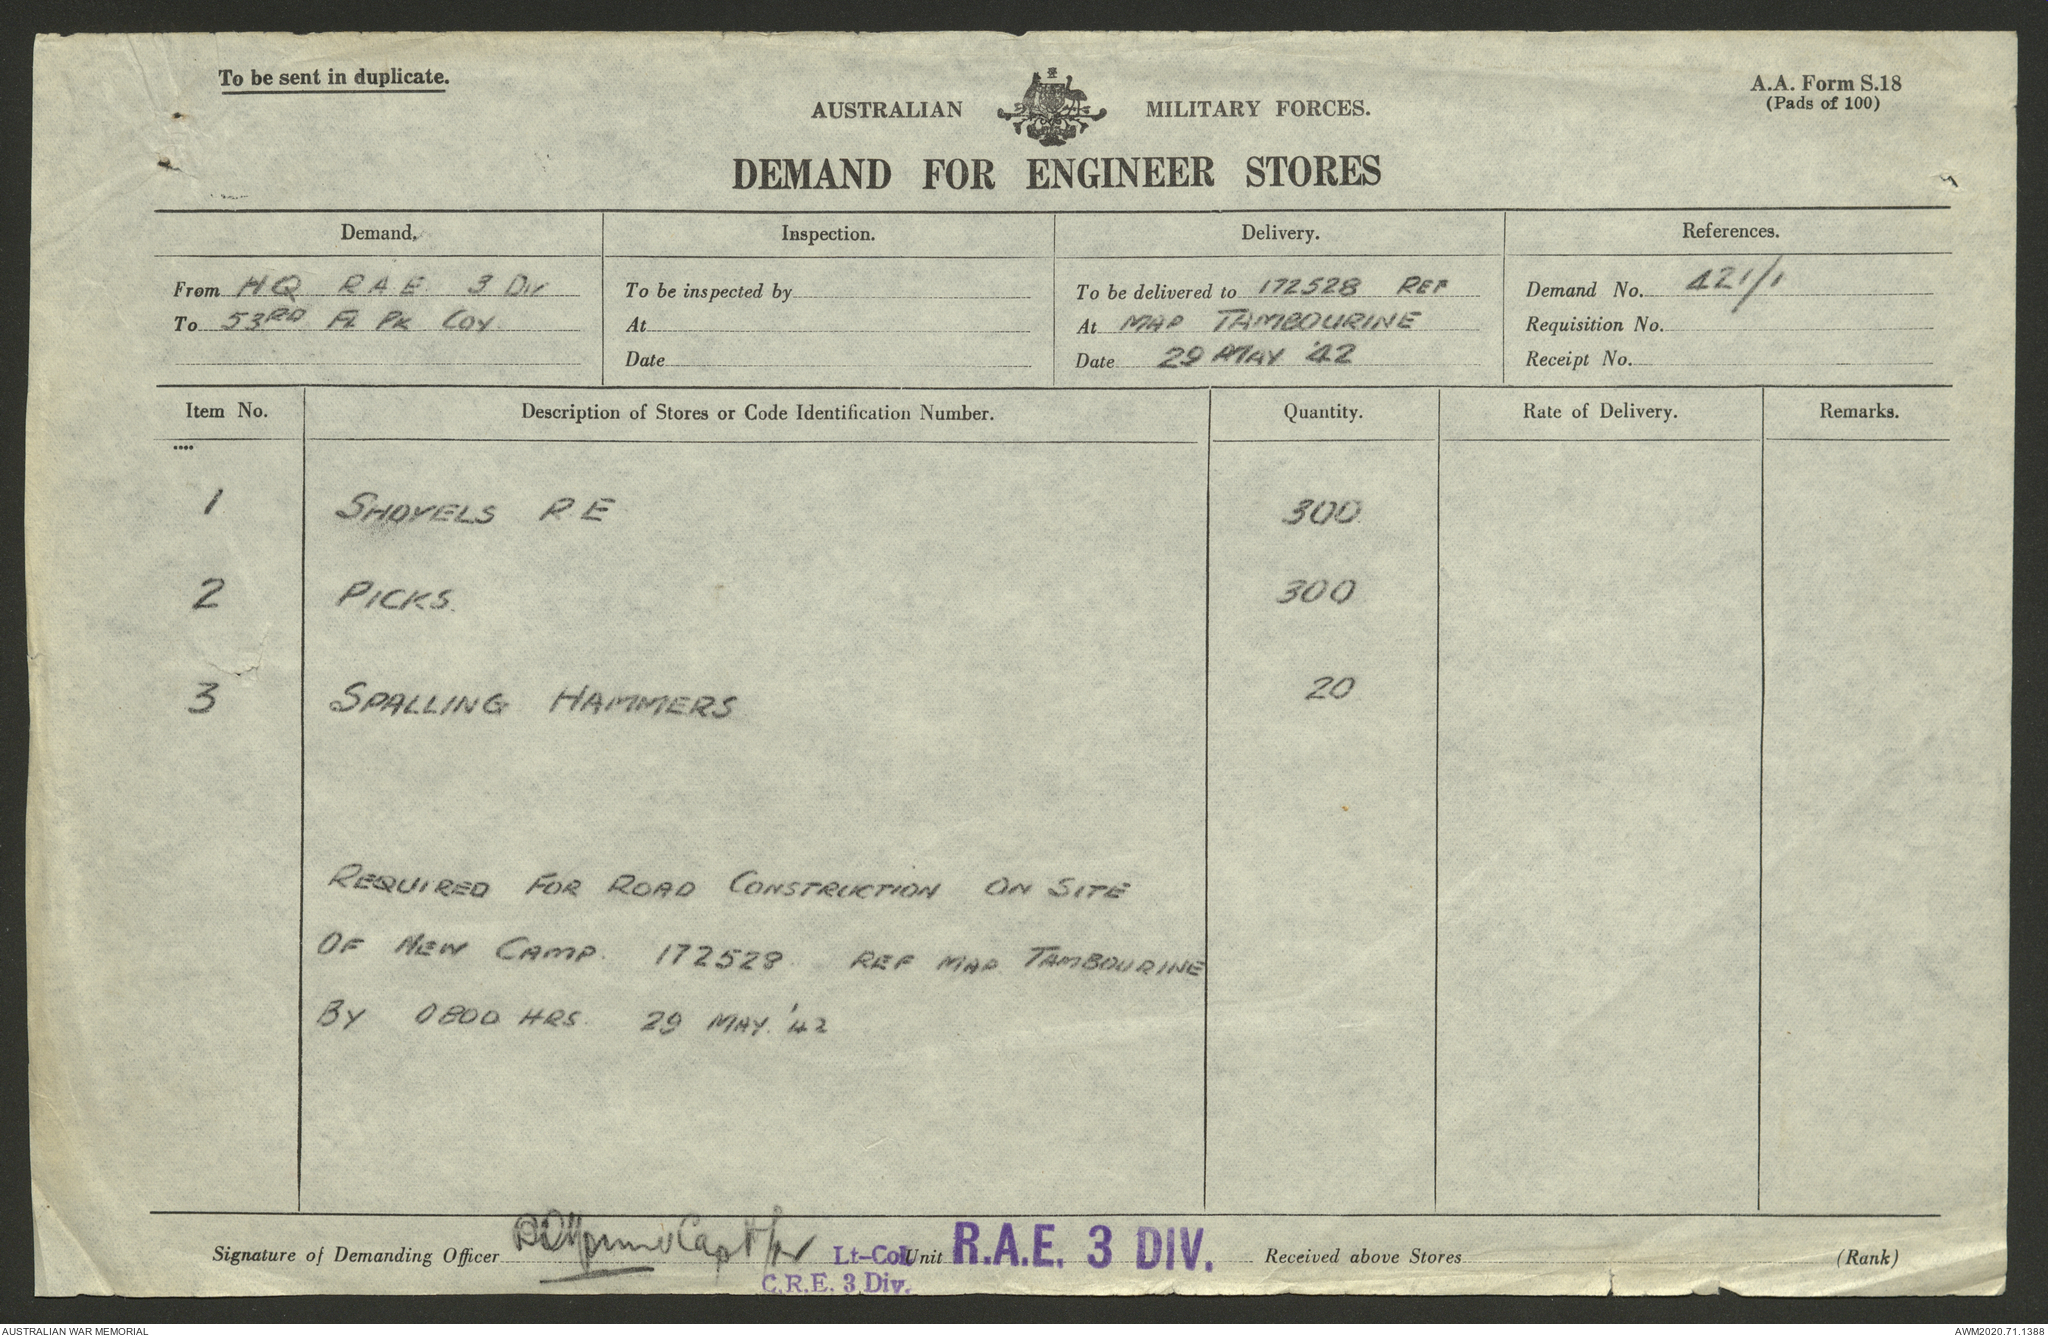 To be sent in duplicate.
A.A. Form S.18
(Pads of 100)
AUSTRALIAN MILITARY FORCES.
DEMAND FOR ENGINEER STORES
Demand. Inspection. Delivery. References.
From HQ RAE 3 Div To be inspected by To be delivered to 172528 REF Demand No. 421/1
To 53RD Fd Pk Coy At At MAP TAMBOURINE Requisition No.
Date Date 29 MAY '42 Receipt No.
Item No. Description of Stores or Code Identification Number. Quantity. Rate of Delivery. Remarks.
1 SHOVELS RE 300
2 PICKS. 300
3 SPALLING HAMMERS 20
REQUIRED FOR ROAD CONSTRUCTION ON SITE
OF NEW CAMP. 172528 REF MAP TAMBOURINE
BY 0800 HRS. 29 MAY. '42
Signature of Demanding Officer Capt for Lt-Col Unit R.A.E. 3 DIV. Received above Stores (Rank)
C.R.E. 3 Div.
AUSTRALIAN WAR MEMORIAL AWM2020.71.1388